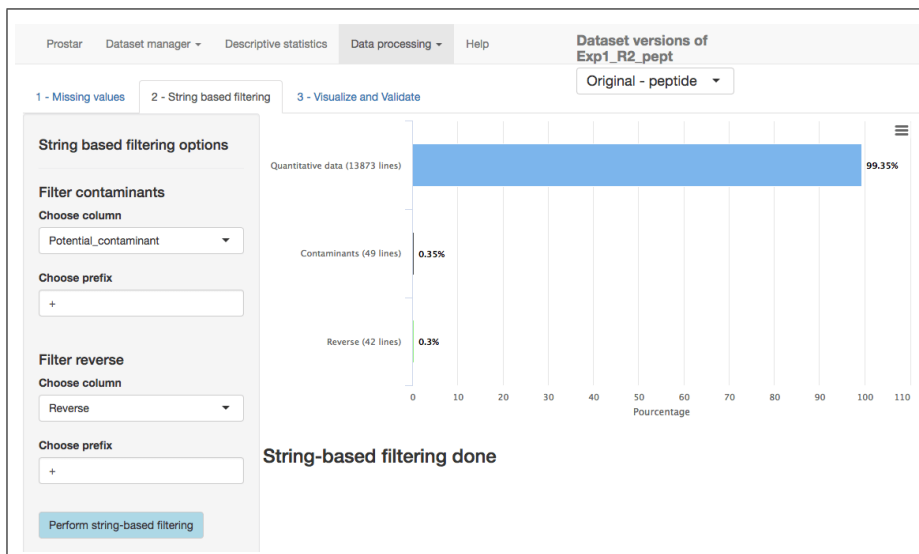 Prostar Dataset manager Descriptive statistics Data processing Help
Dataset versions of
Exp1_R2_pept
Original - peptide
1 - Missing values 2 - String based filtering 3 - Visualize and Validate
String based filtering options
Filter contaminants
Choose column
Potential_contaminant
Choose prefix
+
Filter reverse
Choose column
Reverse
Choose prefix
+
Perform string-based filtering
Quantitative data (13873 lines) 99.35%
Contaminants (49 lines) 0.35%
Reverse (42 lines) 0.3%
0 10 20 30 40 50 60 70 80 90 100 110
Pourcentage
String-based filtering done